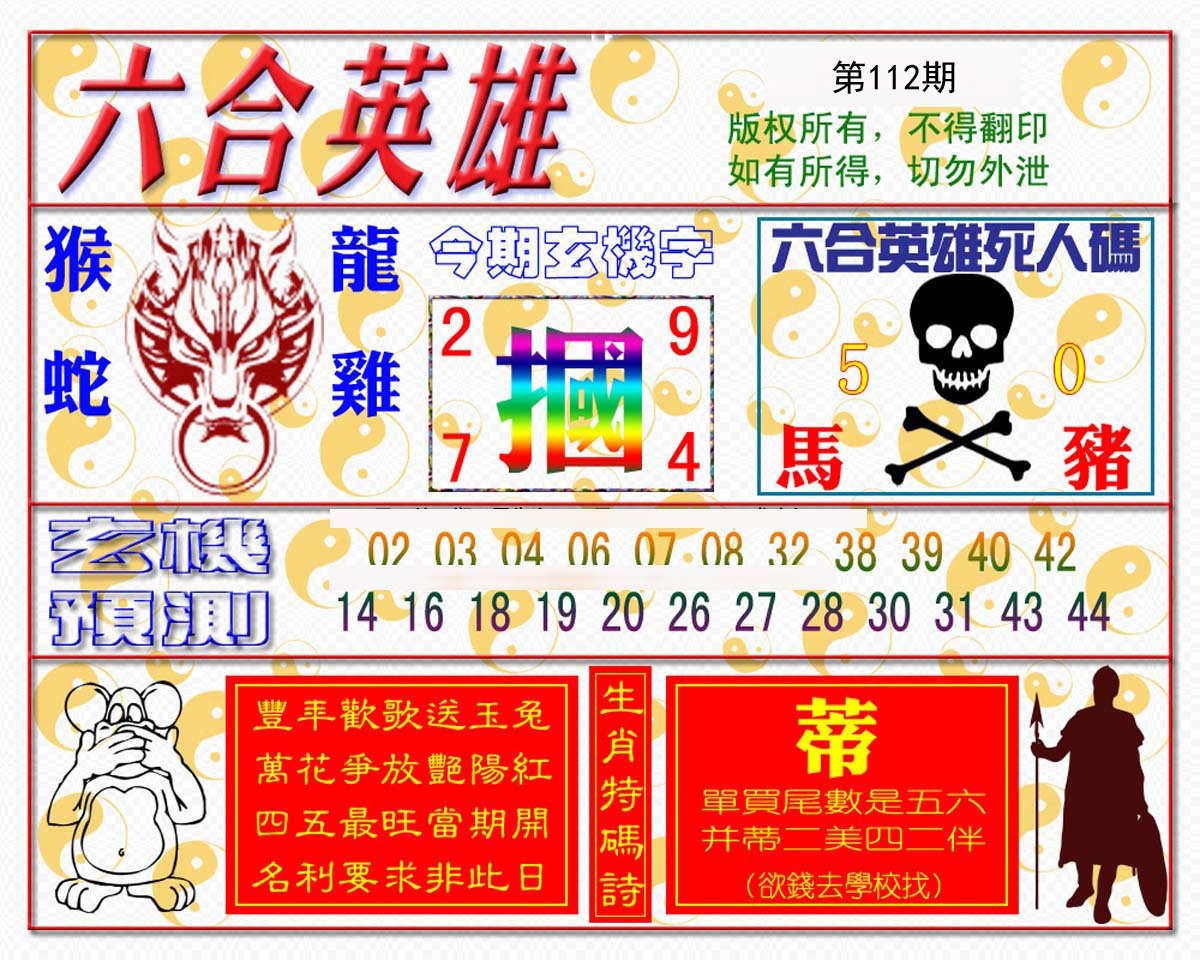 六合英雄
第112期
版权所有，不得翻印
如有所得，切勿外泄
猴 龍
蛇 雞
今期玄機字
2 9
摑
7 4
六合英雄死人碼
5 0
馬 豬
玄機
預測
02 03 04 06 07 08 32 38 39 40 42
14 16 18 19 20 26 27 28 30 31 43 44
豐年歡歌送玉兔
萬花爭放艷陽紅
四五最旺當期開
名利要求非此日
生肖特碼詩
蒂
單買尾數是五六
并蒂二美四二伴
（欲錢去學校找）